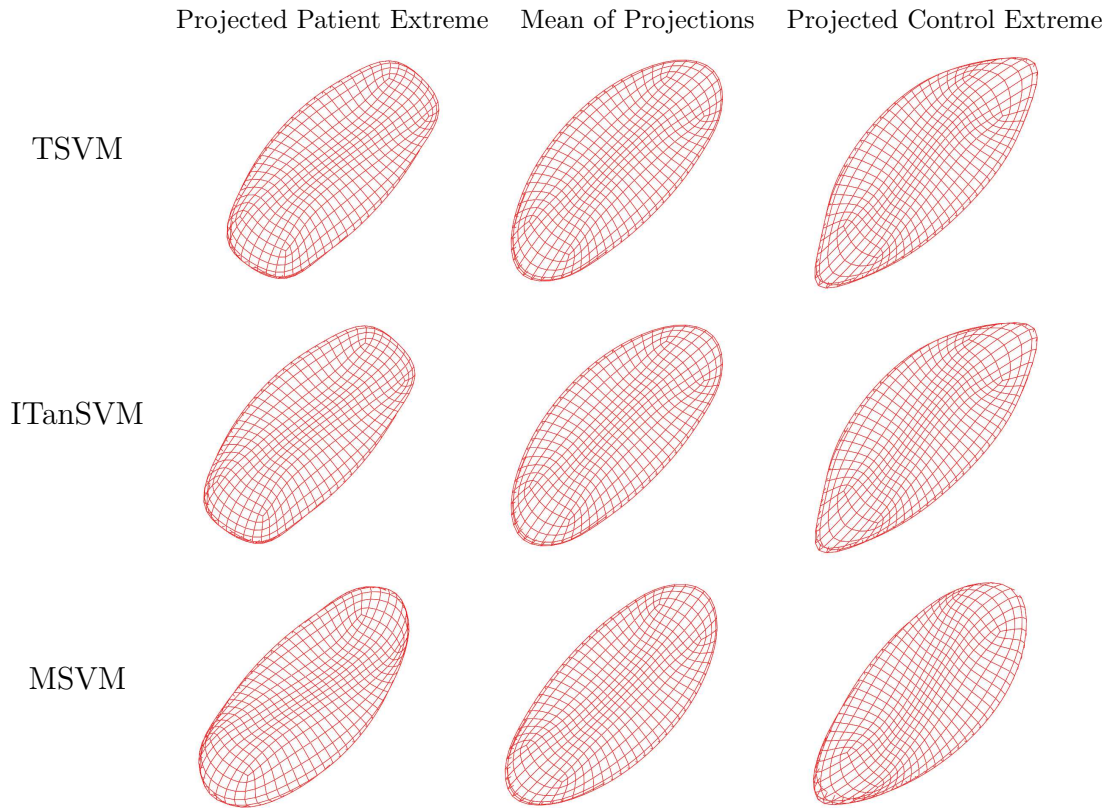 Projected Patient Extreme Mean of Projections Projected Control Extreme
TSVM
ITanSVM
MSVM